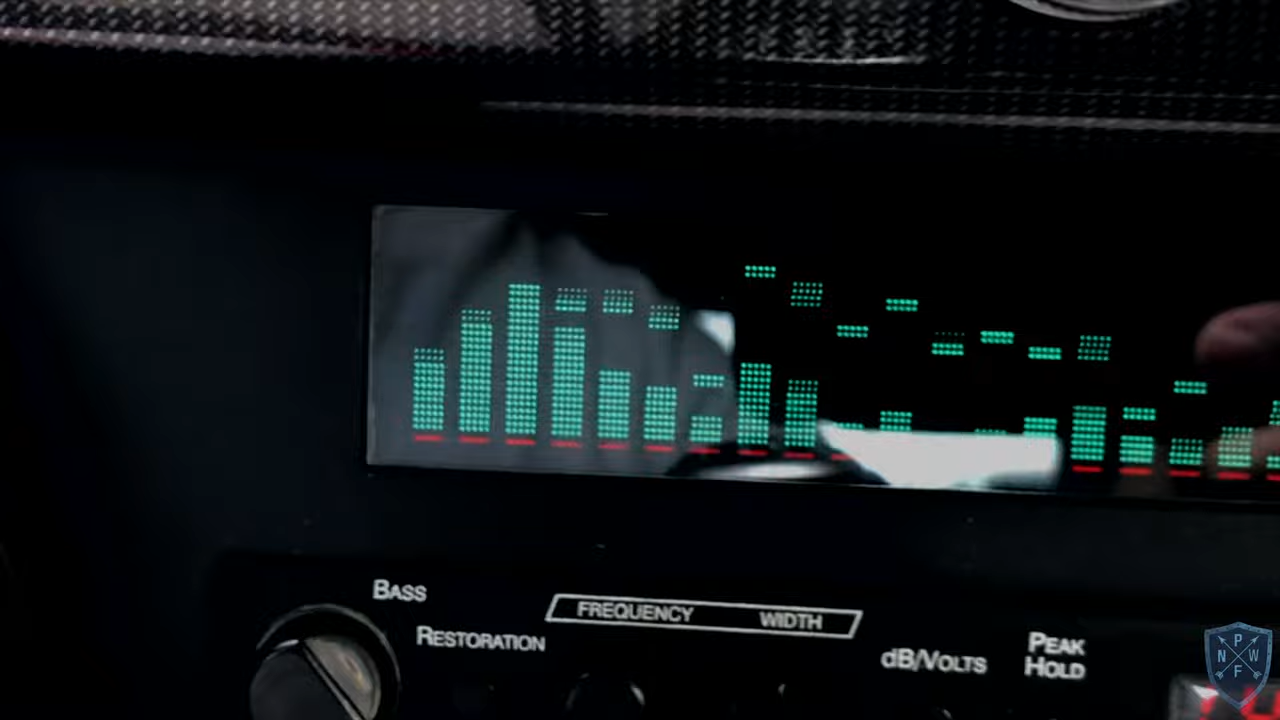 BASS
RESTORATION
FREQUENCY WIDTH
dB/VOLTS
PEAK
HOLD
P
N W
F